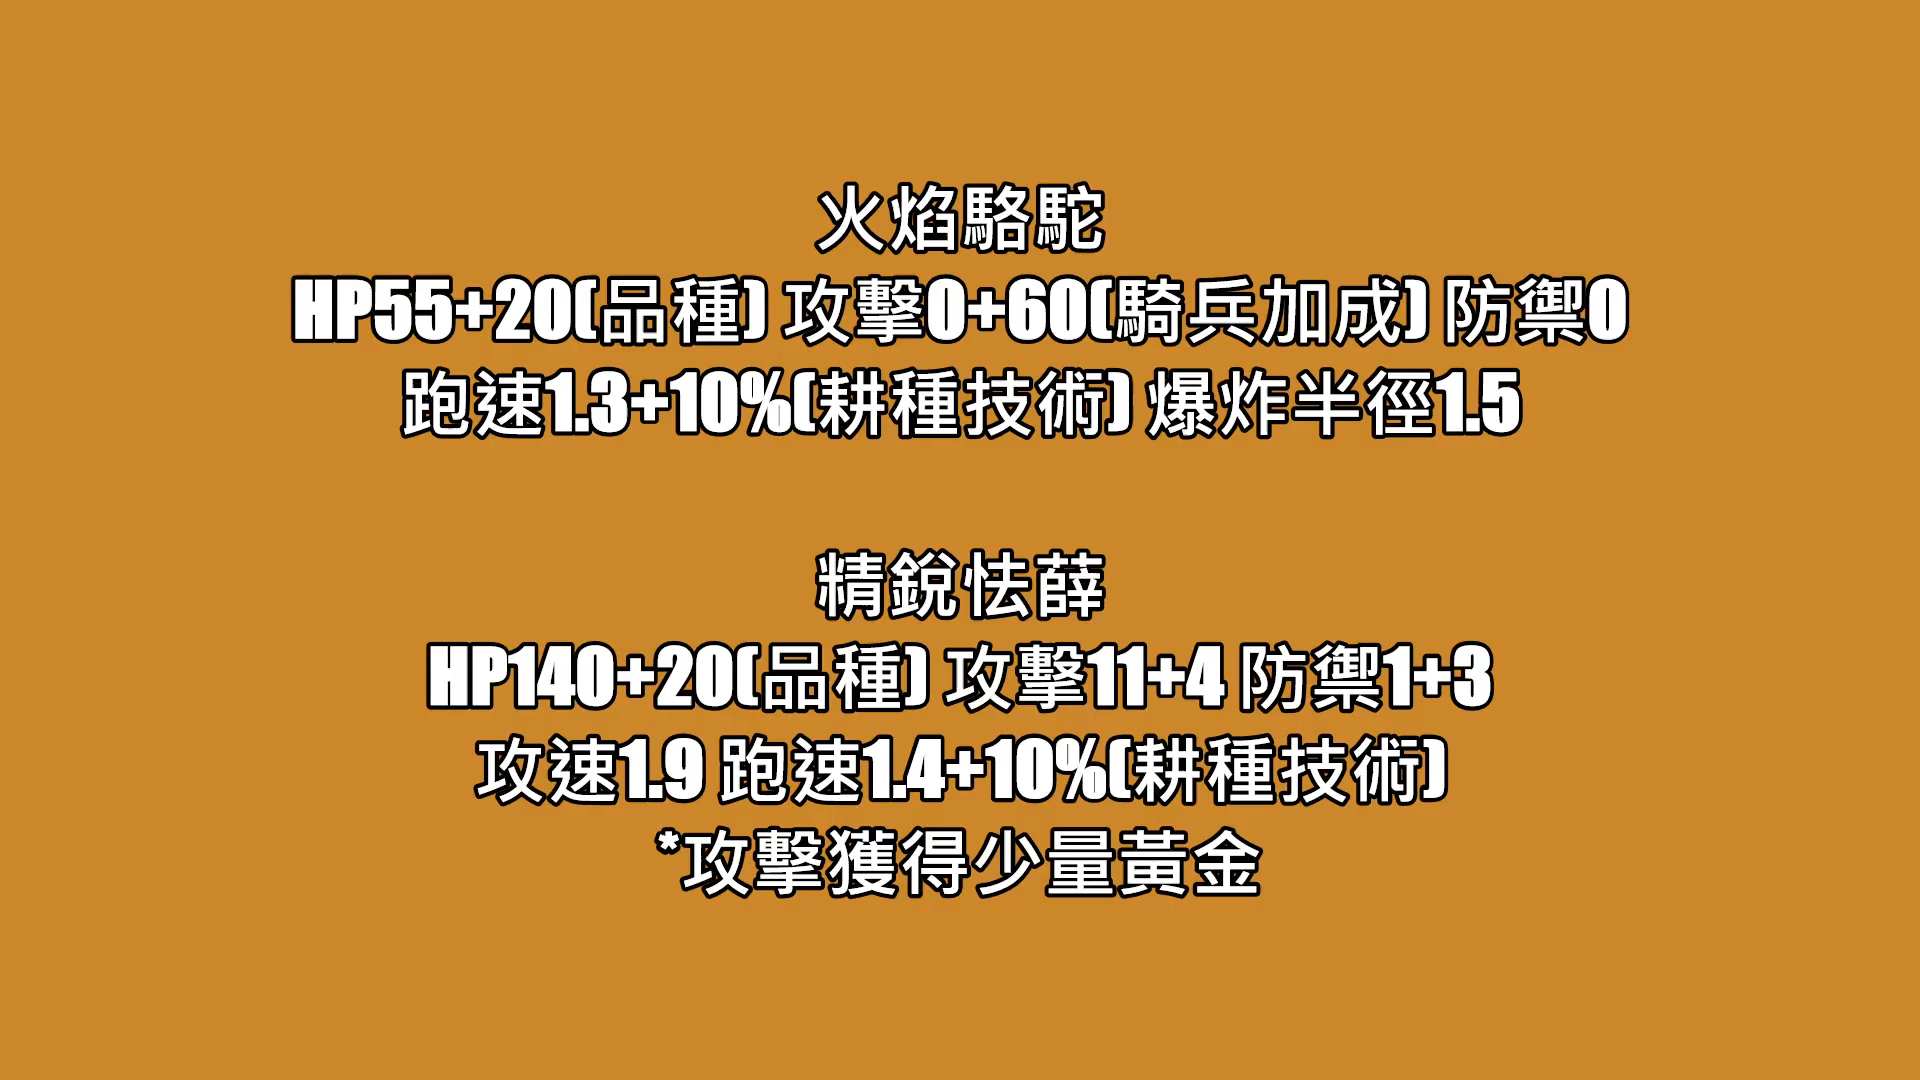 火焰駱駝
HP55+20(品種) 攻擊0+60(騎兵加成) 防禦0
跑速1.3+10%(耕種技術) 爆炸半徑1.5
精銳怯薛
HP140+20(品種) 攻擊11+4 防禦1+3
攻速1.9 跑速1.4+10%(耕種技術)
*攻擊獲得少量黃金